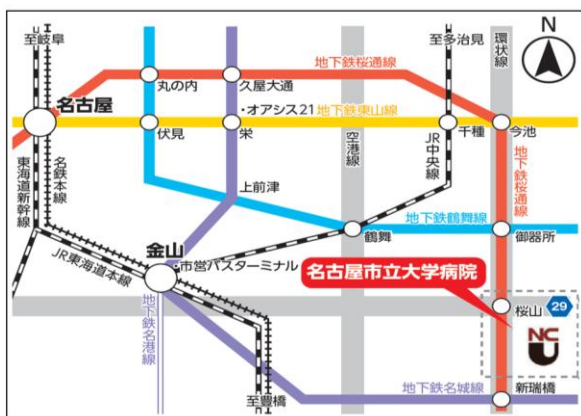 至岐阜
名古屋
丸の内
久屋大通
地下鉄桜通線
至多治見
環状線
N
・オアシス21
地下鉄東山線
伏見
栄
空港線
JR中央線
千種
今池
東海道新幹線
名鉄本線
上前津
地下鉄桜通線
地下鉄鶴舞線
鶴舞
御器所
金山
・市営バスターミナル
JR東海道本線
名古屋市立大学病院
地下鉄名港線
桜山
29
NCU
至豊橋
地下鉄名城線
新瑞橋